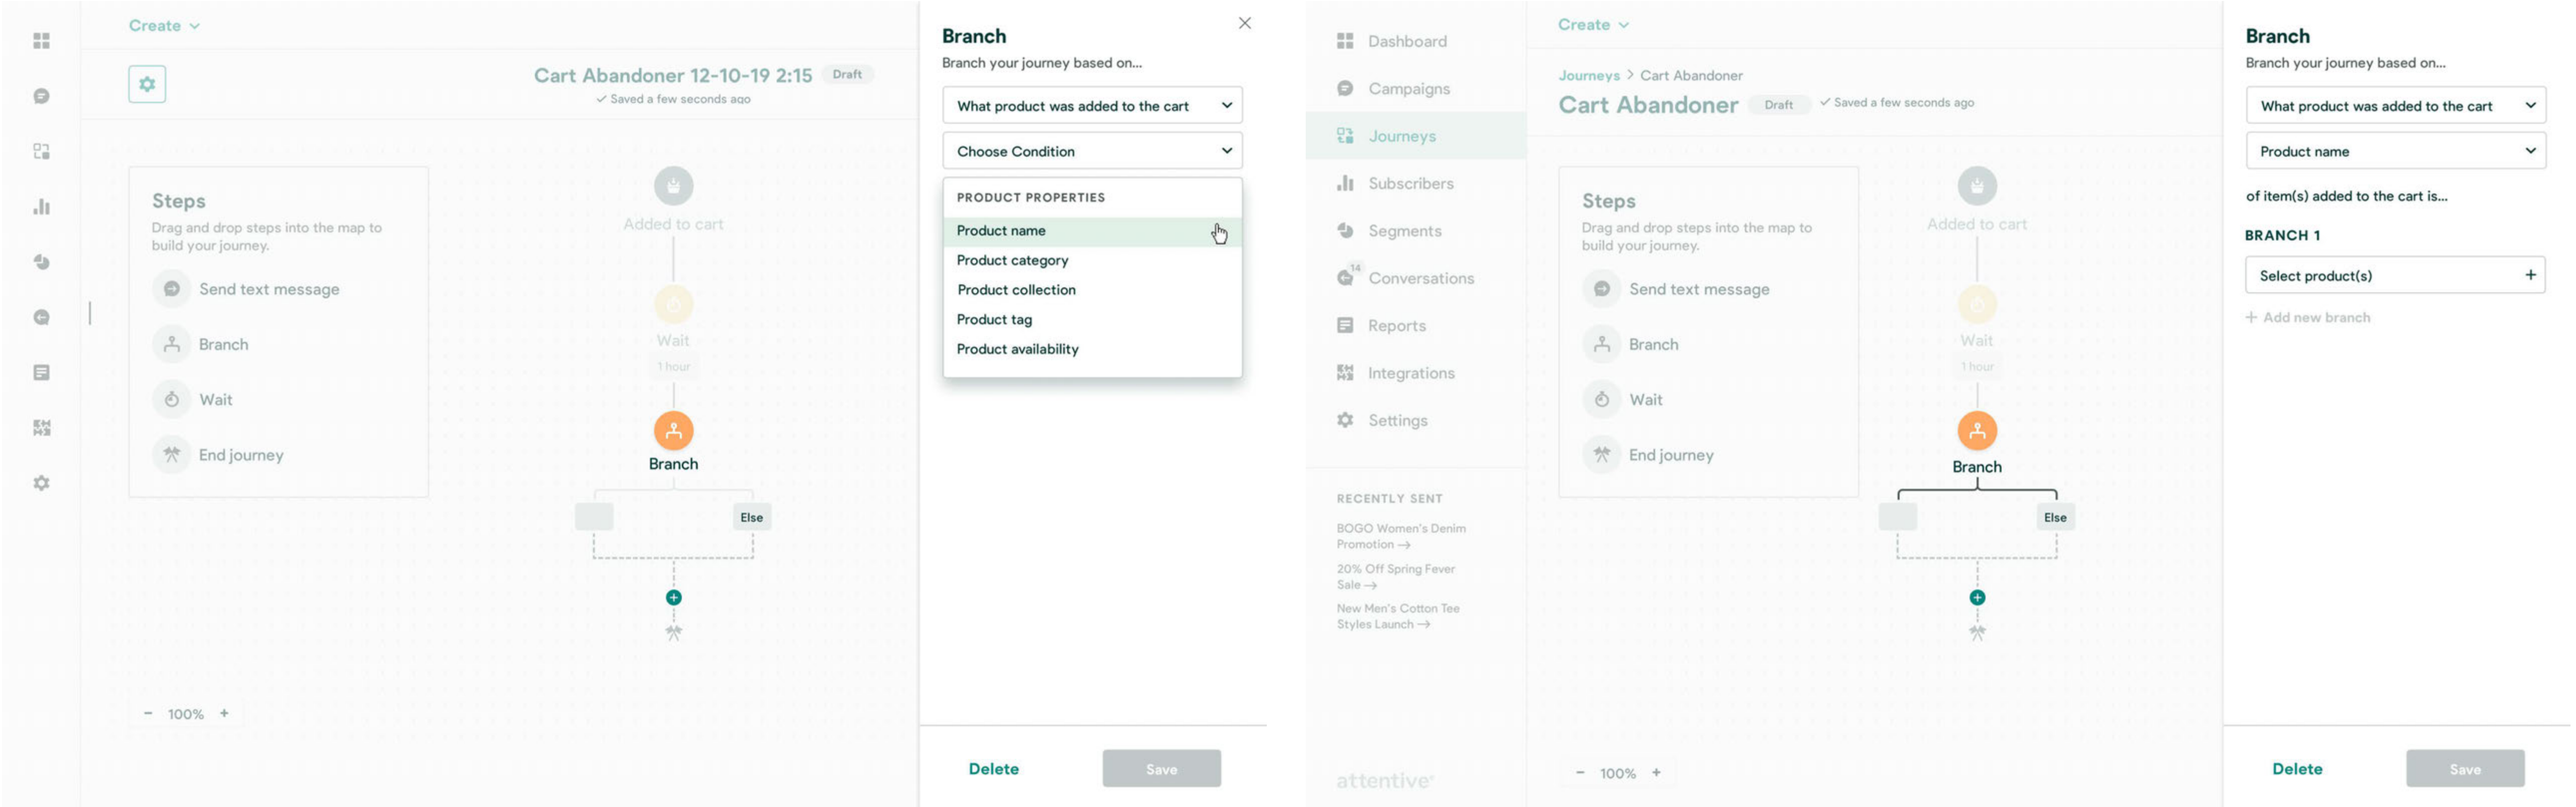 Create
Cart Abandoner 12-10-19 2:15
Draft
Saved a few seconds ago
Steps
Drag and drop steps into the map to
build your journey.
Send text message
Branch
Wait
End journey
Added to cart
Wait
1 hour
Branch
Else
- 100% +
Branch
Branch your journey based on...
What product was added to the cart
Choose Condition
PRODUCT PROPERTIES
Product name
Product category
Product collection
Product tag
Product availability
Delete
Save
Dashboard
Campaigns
Journeys
Subscribers
Segments
14
Conversations
Reports
Integrations
Settings
RECENTLY SENT
BOGO Women's Denim
Promotion →
20% Off Spring Fever
Sale →
New Men's Cotton Tee
Styles Launch →
attentive®
Create
Journeys > Cart Abandoner
Cart Abandoner
Draft
Saved a few seconds ago
Steps
Drag and drop steps into the map to
build your journey.
Send text message
Branch
Wait
End journey
Added to cart
Wait
1 hour
Branch
Else
- 100% +
Branch
Branch your journey based on...
What product was added to the cart
Product name
of item(s) added to the cart is...
BRANCH 1
Select product(s) +
+ Add new branch
Delete
Save